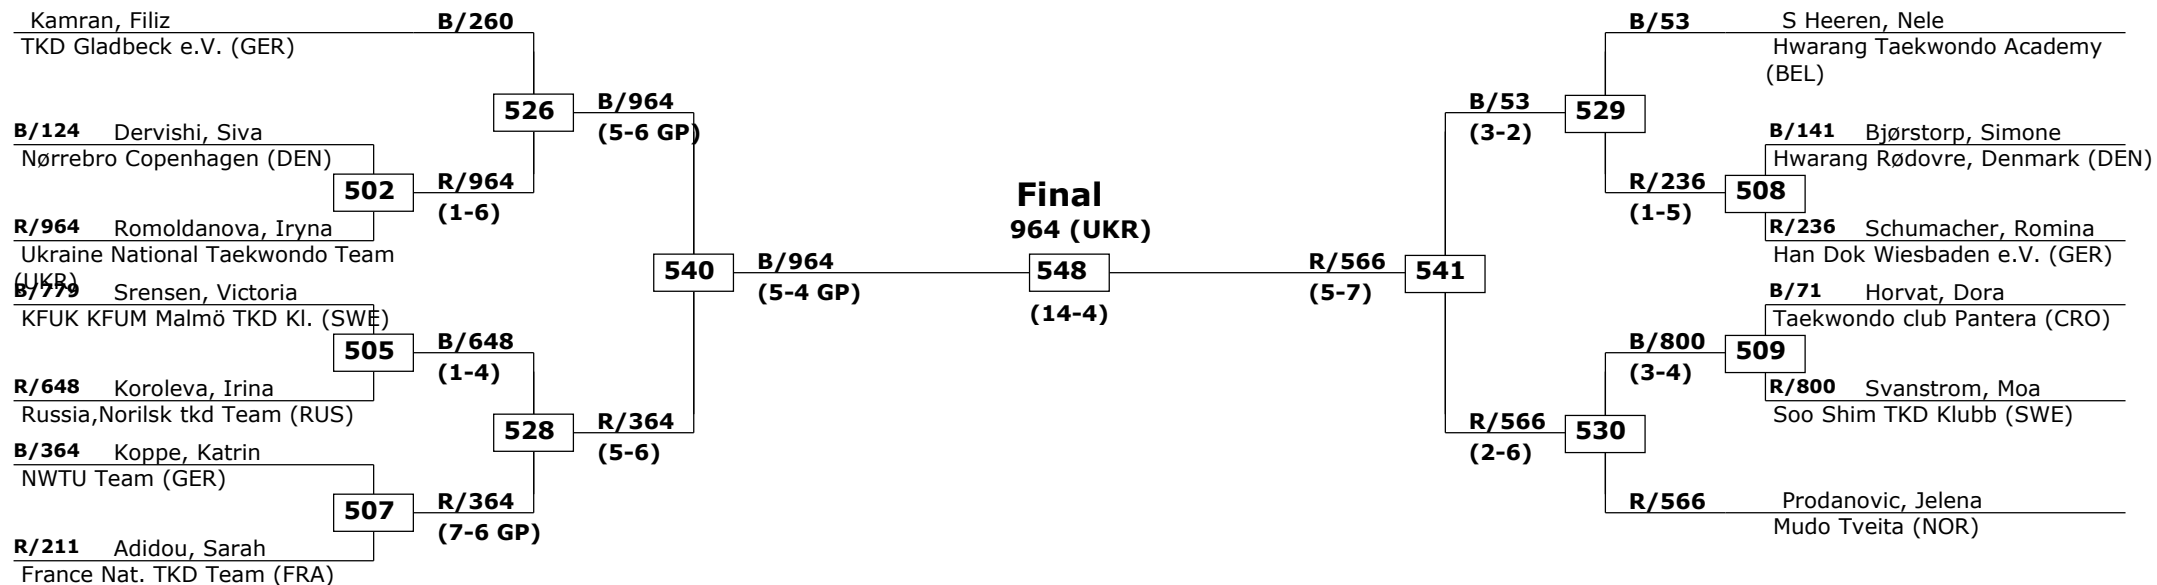 Kamran, Filiz
B/260
TKD Gladbeck e.V. (GER)
526
B/964
(5-6 GP)
B/124 Dervishi, Siva
Nørrebro Copenhagen (DEN)
502
R/964
(1-6)
R/964 Romoldanova, Iryna
Ukraine National Taekwondo Team
(UKR)
540
B/964
(5-4 GP)
B/779 Srensen, Victoria
KFUK KFUM Malmö TKD Kl. (SWE)
505
B/648
(1-4)
R/648 Koroleva, Irina
Russia,Norilsk tkd Team (RUS)
528
R/364
(5-6)
B/364 Koppe, Katrin
NWTU Team (GER)
507
R/364
(7-6 GP)
R/211 Adidou, Sarah
France Nat. TKD Team (FRA)
Final
964 (UKR)
548
(14-4)
B/53
S Heeren, Nele
Hwarang Taekwondo Academy
(BEL)
B/53
(3-2)
529
B/141 Bjørstorp, Simone
Hwarang Rødovre, Denmark (DEN)
R/236
(1-5)
508
R/236 Schumacher, Romina
Han Dok Wiesbaden e.V. (GER)
R/566
(5-7)
541
B/71 Horvat, Dora
Taekwondo club Pantera (CRO)
B/800
(3-4)
509
R/800 Svanstrom, Moa
Soo Shim TKD Klubb (SWE)
R/566
(2-6)
530
R/566
Prodanovic, Jelena
Mudo Tveita (NOR)